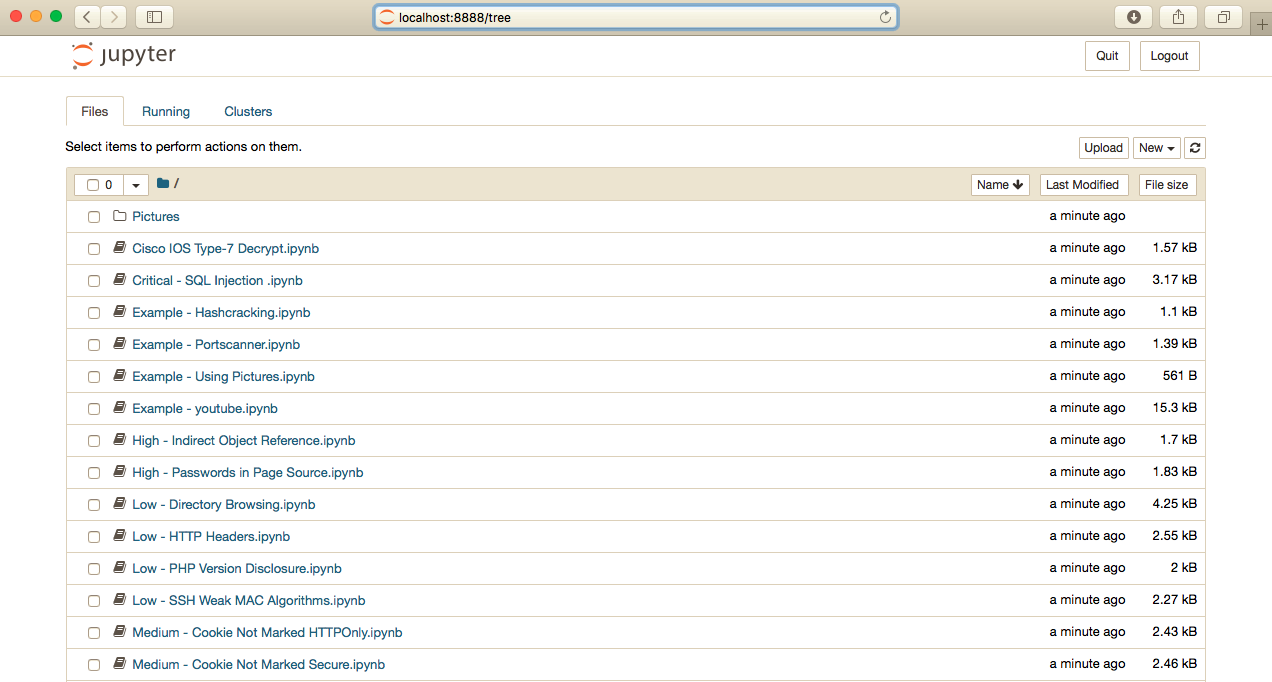 localhost:8888/tree
jupyter
Quit Logout
Files Running Clusters
Select items to perform actions on them.
Upload New
0 / Name Last Modified File size
Pictures a minute ago
Cisco IOS Type-7 Decrypt.ipynb a minute ago 1.57 kB
Critical - SQL Injection .ipynb a minute ago 3.17 kB
Example - Hashcracking.ipynb a minute ago 1.1 kB
Example - Portscanner.ipynb a minute ago 1.39 kB
Example - Using Pictures.ipynb a minute ago 561 B
Example - youtube.ipynb a minute ago 15.3 kB
High - Indirect Object Reference.ipynb a minute ago 1.7 kB
High - Passwords in Page Source.ipynb a minute ago 1.83 kB
Low - Directory Browsing.ipynb a minute ago 4.25 kB
Low - HTTP Headers.ipynb a minute ago 2.55 kB
Low - PHP Version Disclosure.ipynb a minute ago 2 kB
Low - SSH Weak MAC Algorithms.ipynb a minute ago 2.27 kB
Medium - Cookie Not Marked HTTPOnly.ipynb a minute ago 2.43 kB
Medium - Cookie Not Marked Secure.ipynb a minute ago 2.46 kB